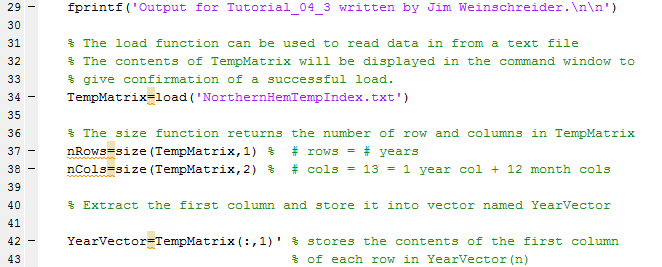 29 – fprintf('Output for Tutorial_04_3 written by Jim Weinschreider.\n\n')
30
31 % The load function can be used to read data in from a text file
32 % The contents of TempMatrix will be displayed in the command window to
33 % give confirmation of a successful load.
34 – TempMatrix=load('NorthernHemTempIndex.txt')
35
36 % The size function returns the number of row and columns in TempMatrix
37 – nRows=size(TempMatrix,1) % # rows = # years
38 – nCols=size(TempMatrix,2) % # cols = 13 = 1 year col + 12 month cols
39
40 % Extract the first column and store it into vector named YearVector
41
42 – YearVector=TempMatrix(:,1)' % stores the contents of the first column
43 % of each row in YearVector(n)